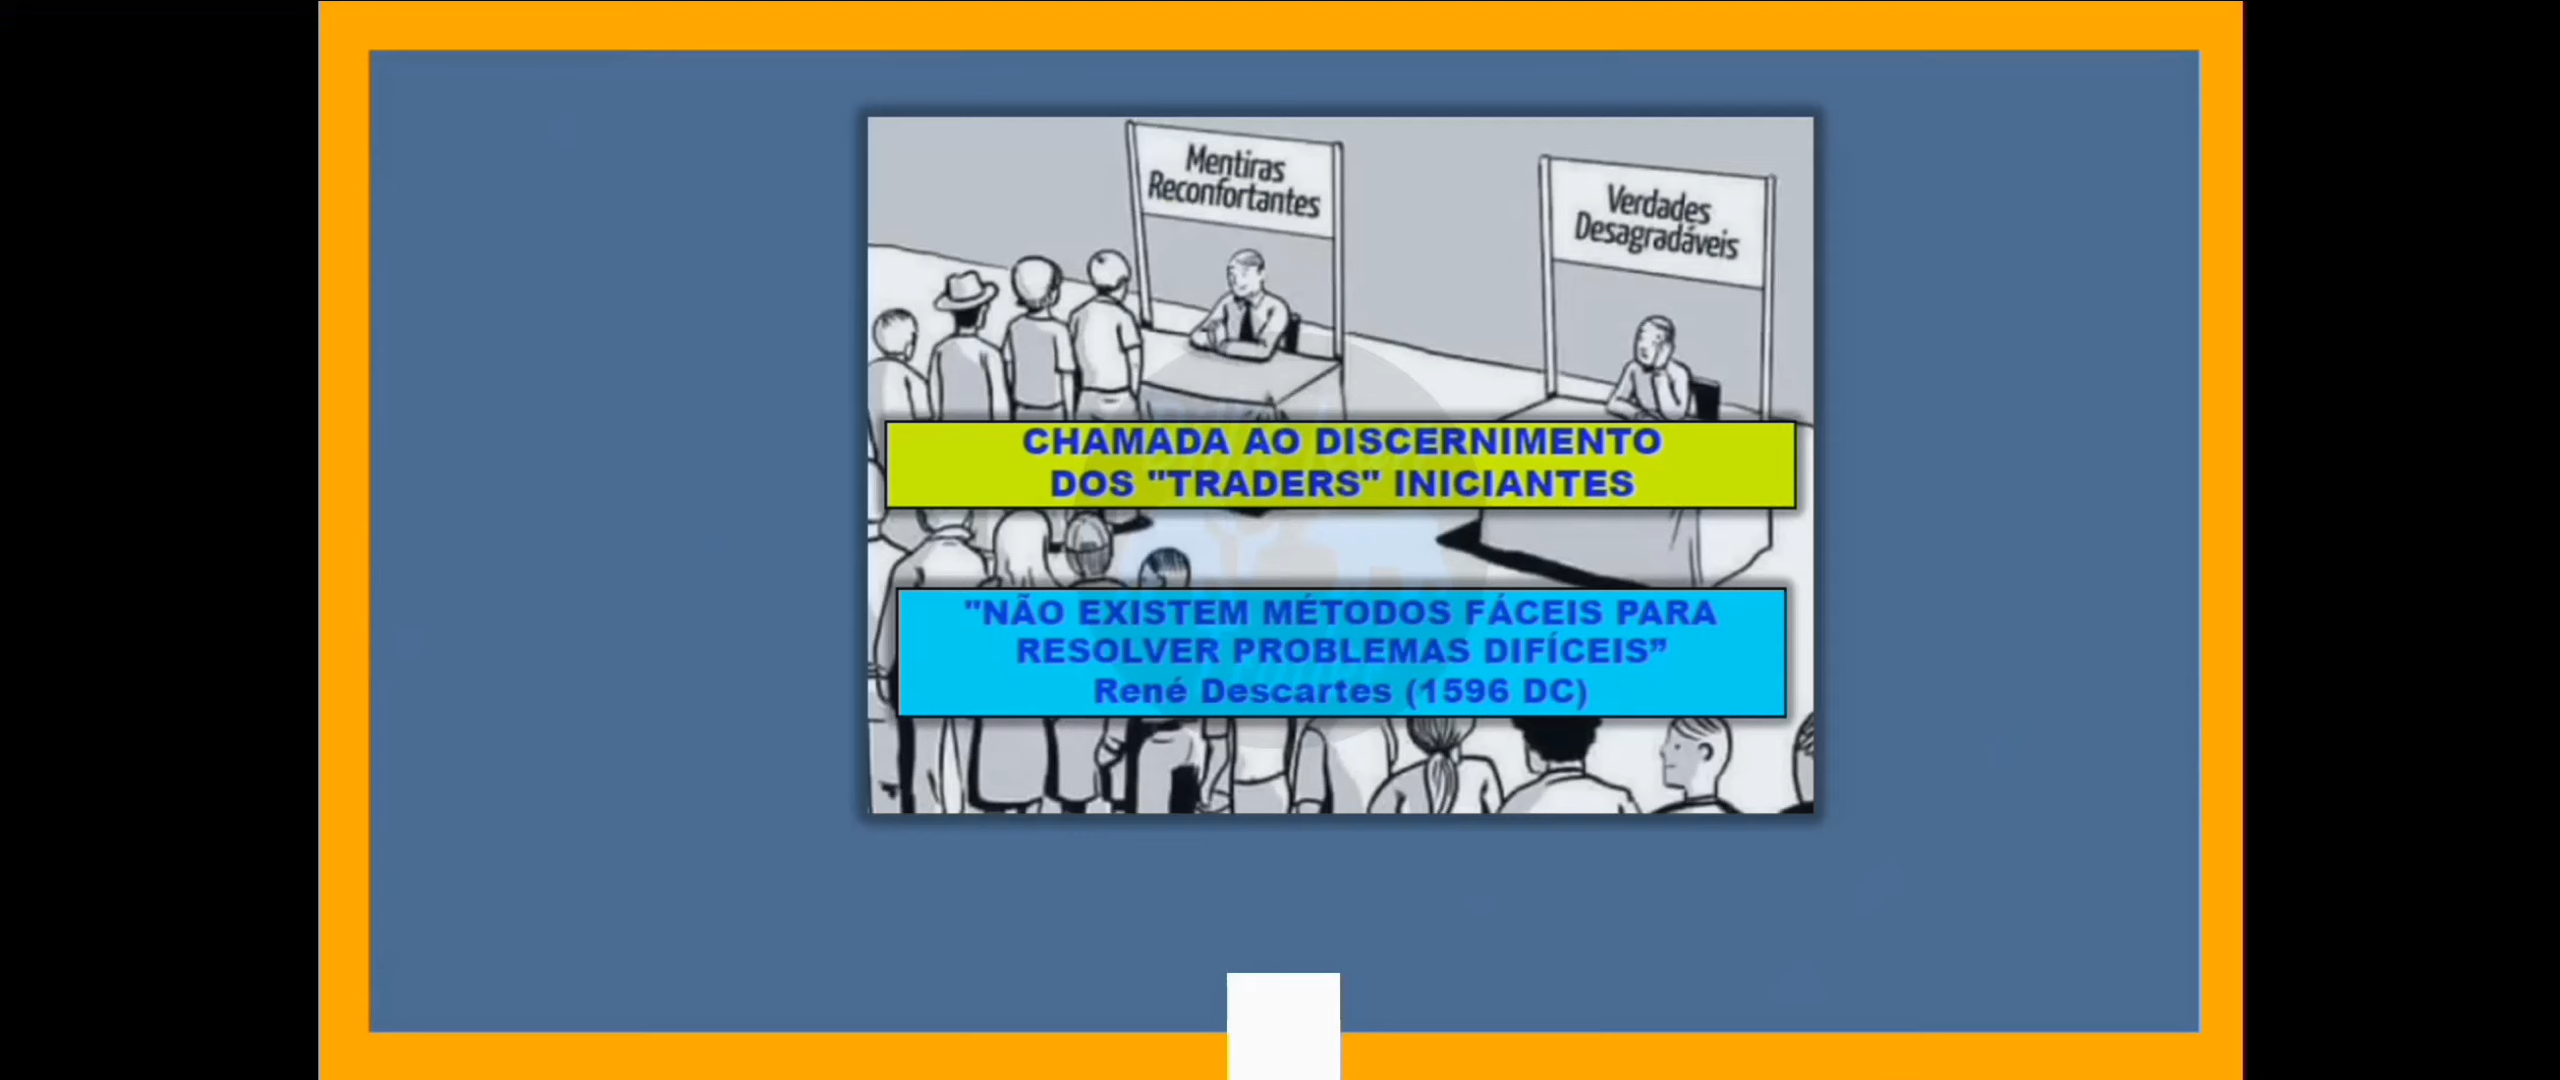 Mentiras
Reconfortantes
Verdades
Desagradáveis
CHAMADA AO DISCERNIMENTO
DOS "TRADERS" INICIANTES
"NÃO EXISTEM MÉTODOS FÁCEIS PARA
RESOLVER PROBLEMAS DIFÍCEIS”
René Descartes (1596 DC)